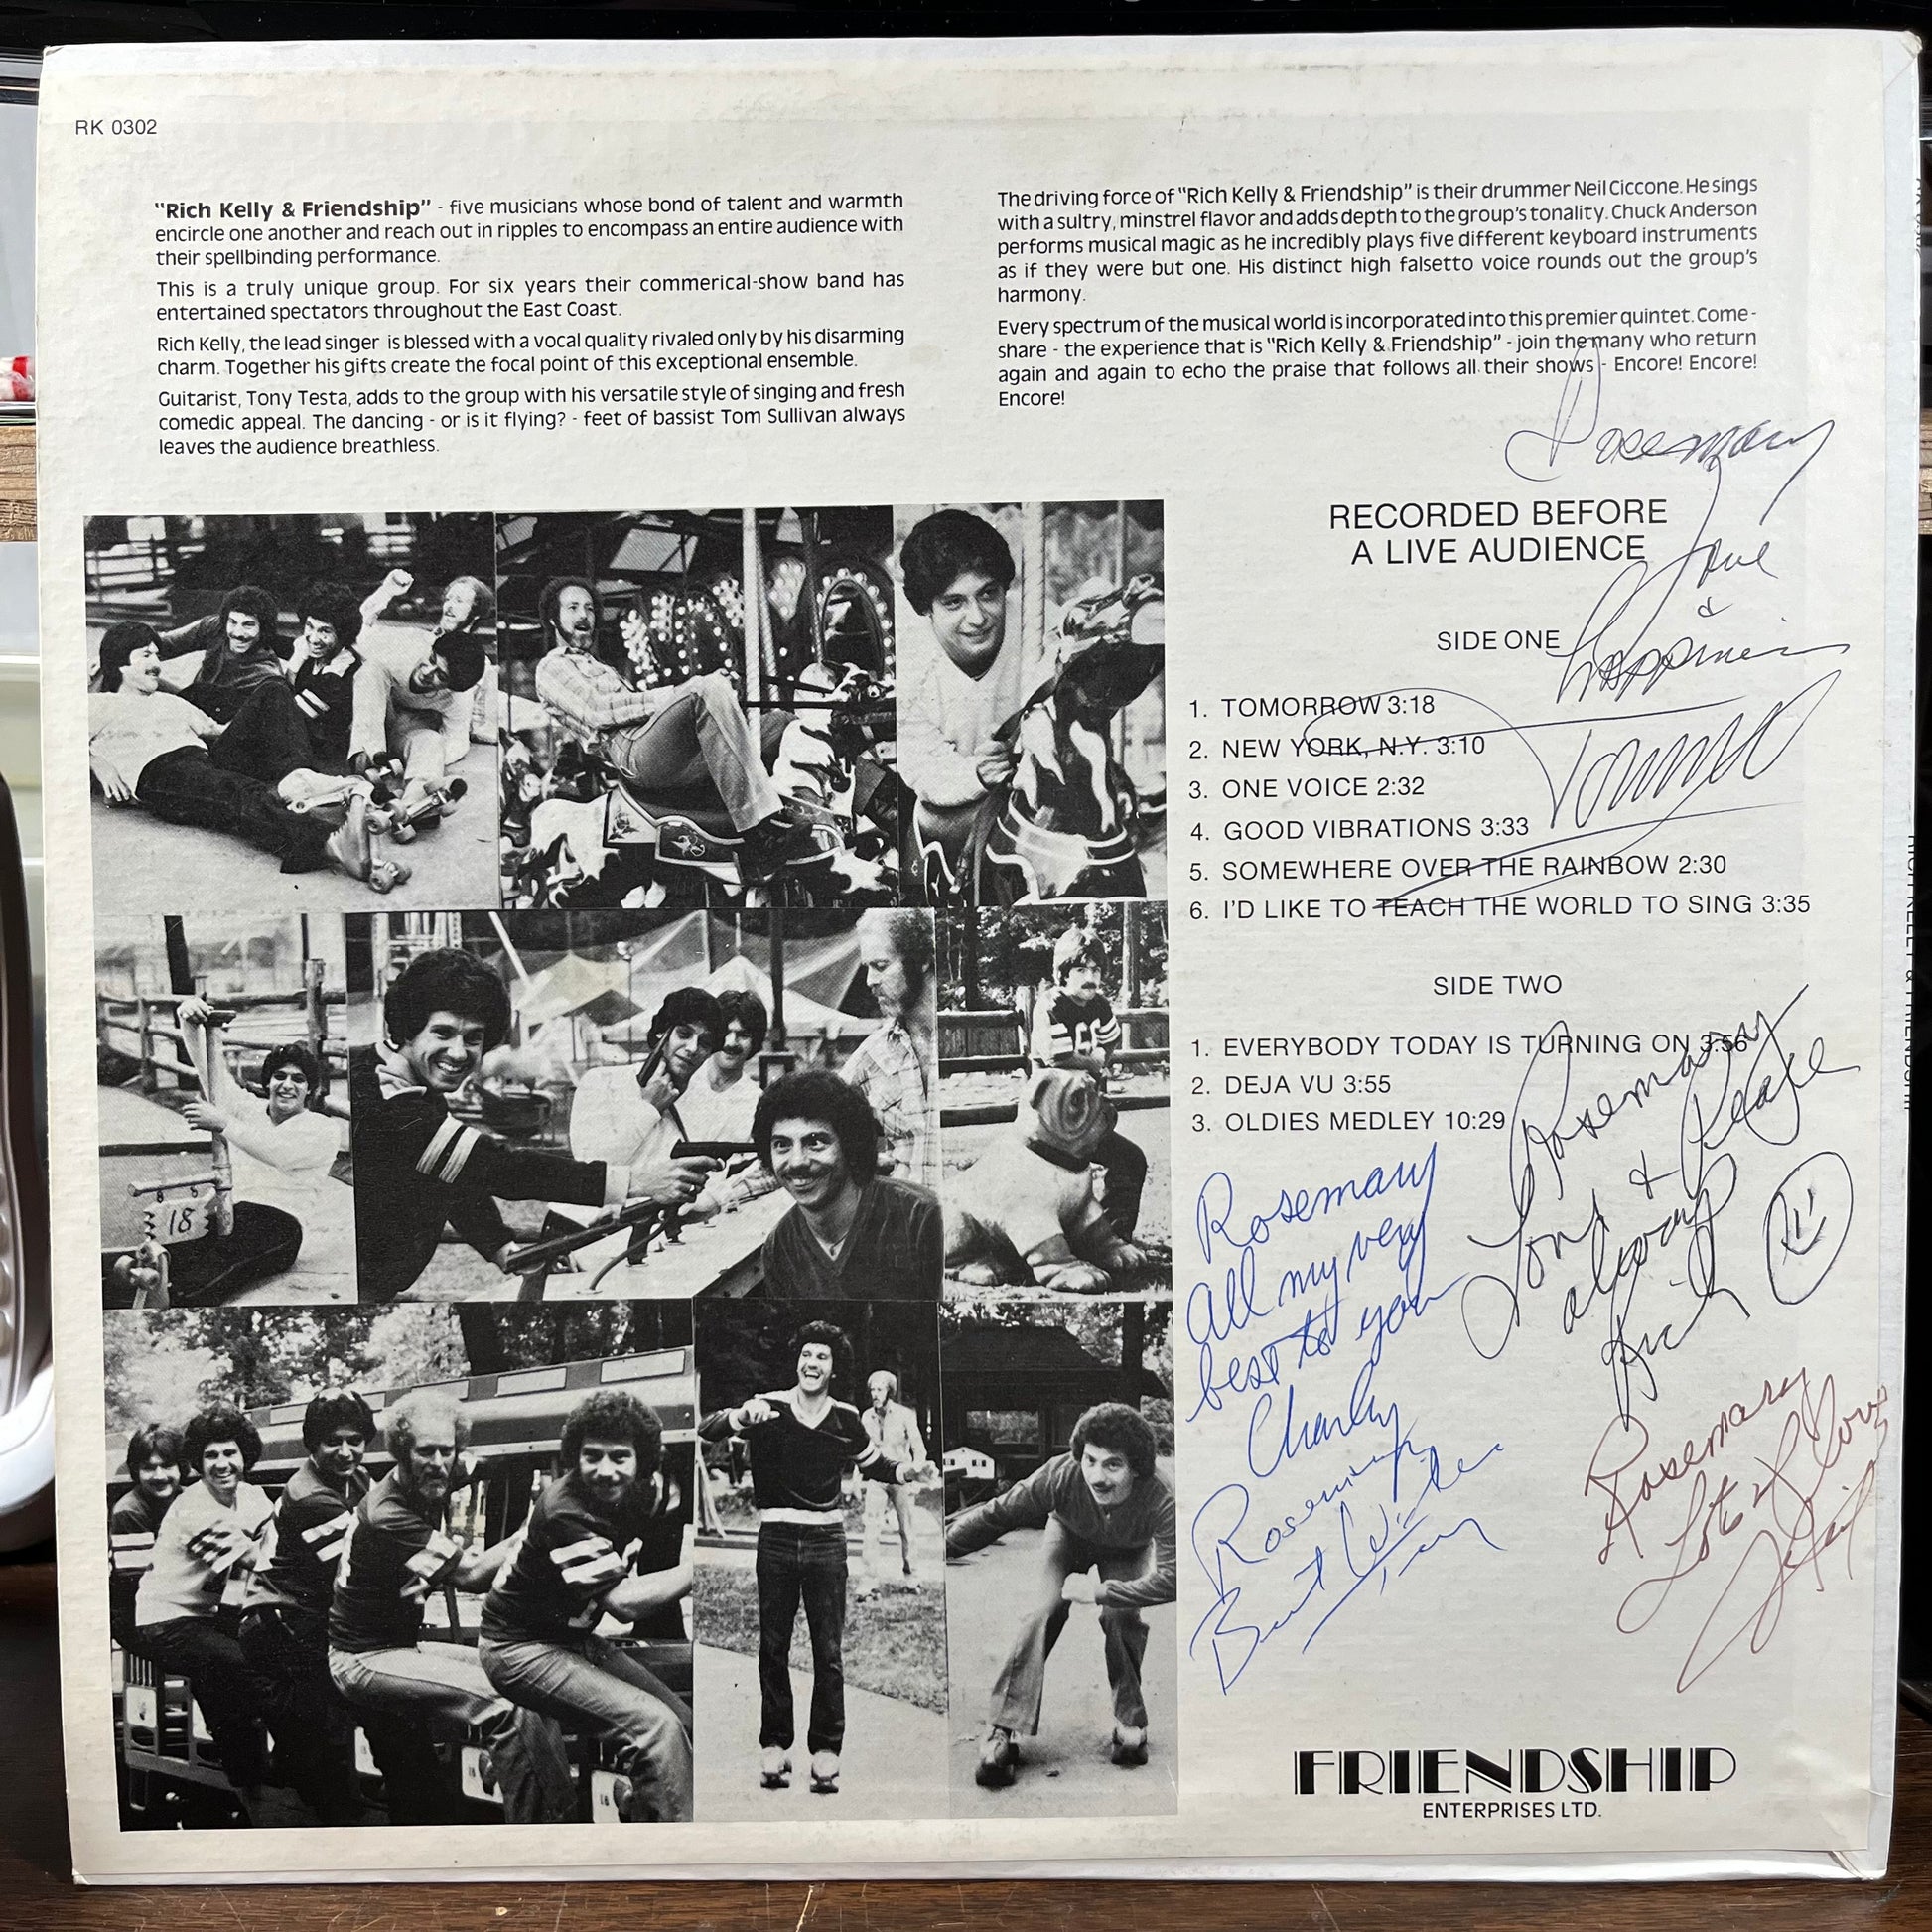 RK 0302
"Rich Kelly & Friendship" - five musicians whose bond of talent and warmth
encircle one another and reach out in ripples to encompass an entire audience with
their spellbinding performance.
This is a truly unique group. For six years their commerical-show band has
entertained spectators throughout the East Coast.
Rich Kelly, the lead singer is blessed with a vocal quality rivaled only by his disarming
charm. Together his gifts create the focal point of this exceptional ensemble.
Guitarist, Tony Testa, adds to the group with his versatile style of singing and fresh
comedic appeal. The dancing - or is it flying? - feet of bassist Tom Sullivan always
leaves the audience breathless.
The driving force of "Rich Kelly & Friendship" is their drummer Neil Ciccone. He sings
with a sultry, minstrel flavor and adds depth to the group's tonality. Chuck Anderson
performs musical magic as he incredibly plays five different keyboard instruments
as if they were but one. His distinct high falsetto voice rounds out the group's
harmony.
Every spectrum of the musical world is incorporated into this premier quintet. Come -
share - the experience that is "Rich Kelly & Friendship" - join the many who return
again and again to echo the praise that follows all their shows - Encore! Encore!
Encore!
Rosemary
Love
&
happiness
RECORDED BEFORE
A LIVE AUDIENCE
SIDE ONE
1. TOMORROW 3:18
2. NEW YORK, N.Y. 3:10
3. ONE VOICE 2:32
4. GOOD VIBRATIONS 3:33
5. SOMEWHERE OVER THE RAINBOW 2:30
6. I'D LIKE TO TEACH THE WORLD TO SING 3:35
SIDE TWO
1. EVERYBODY TODAY IS TURNING ON 3:56
2. DEJA VU 3:55
3. OLDIES MEDLEY 10:29
Rosemary
Love & Peace
always
Rich
Rosemary
All my very
best to you
Charly
Rosemary
Burt
Rosemary
Lots of love
18
FRIENDSHIP
ENTERPRISES LTD.
RICH KELLY & FRIENDSHIP